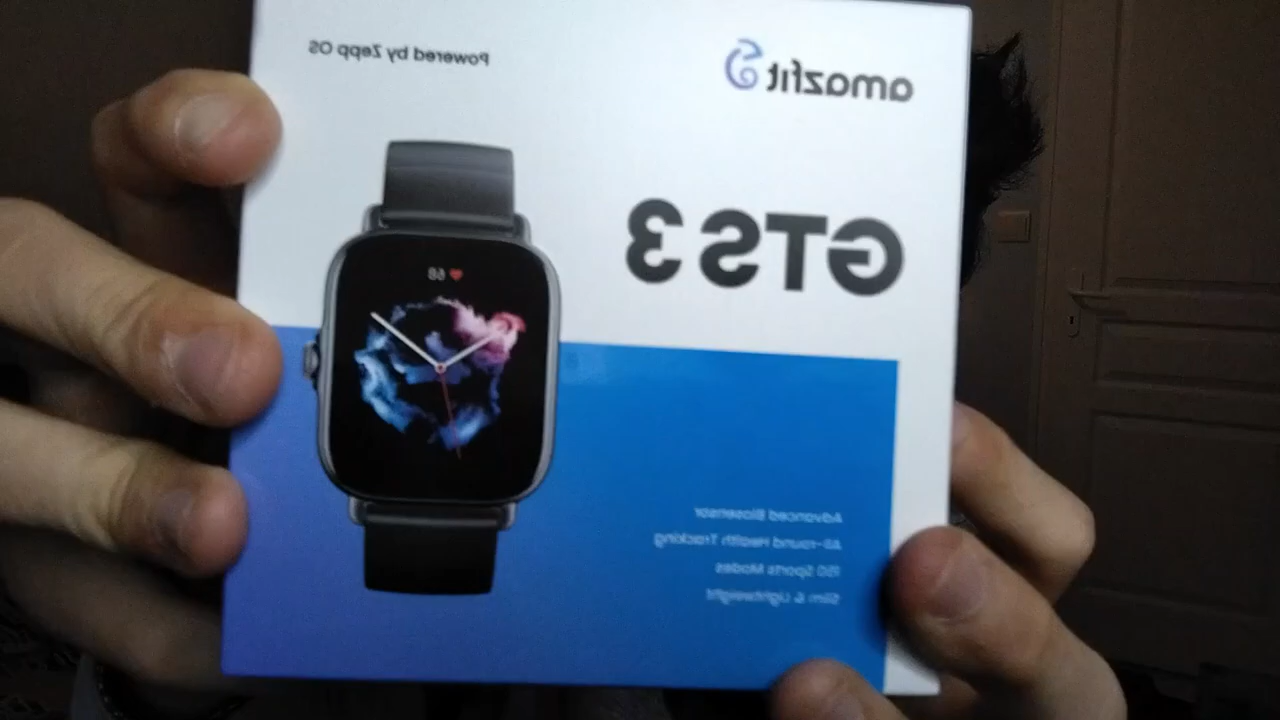 amazfit
Powered by Zepp OS
GTS 3
68
Advanced Biosensor
All-round Health Tracking
150 Sports Modes
Slim & Lightweight